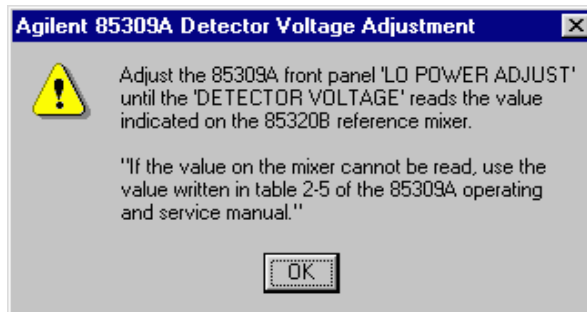 Agilent 85309A Detector Voltage Adjustment
Adjust the 85309A front panel 'LO POWER ADJUST'
until the 'DETECTOR VOLTAGE' reads the value
indicated on the 85320B reference mixer.
"If the value on the mixer cannot be read, use the
value written in table 2-5 of the 85309A operating
and service manual."
OK